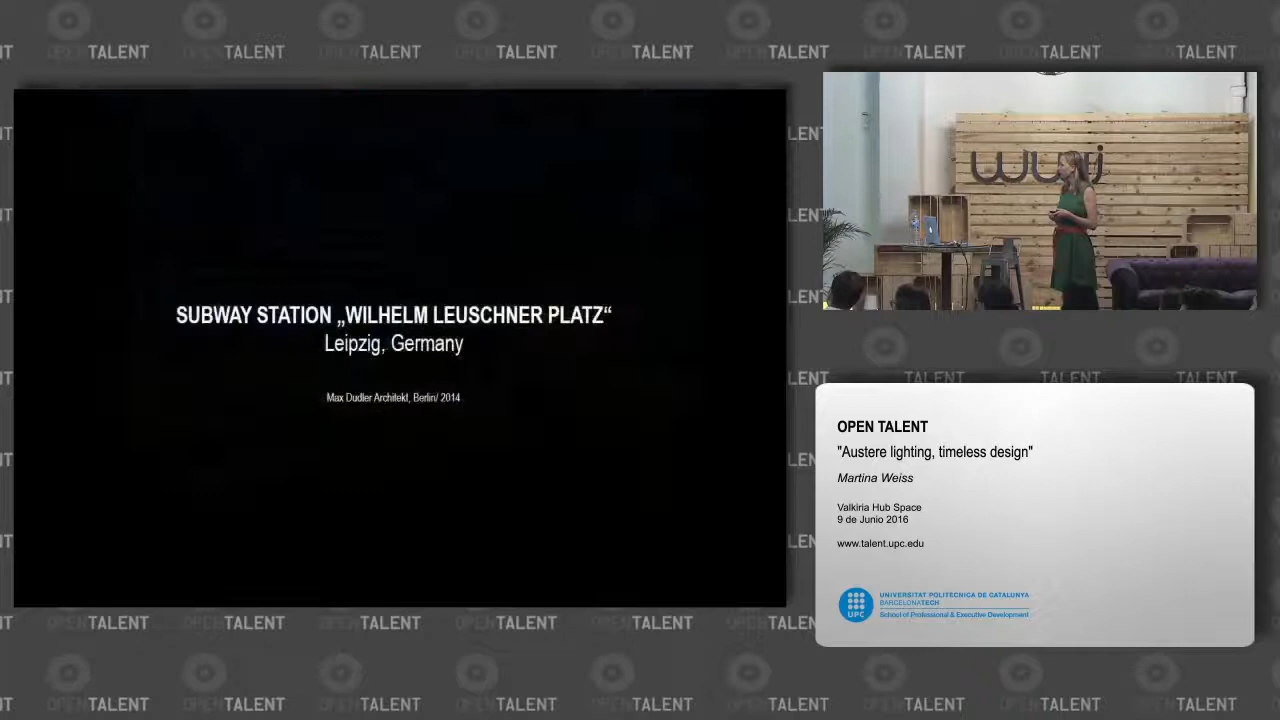 SUBWAY STATION „WILHELM LEUSCHNER PLATZ“
Leipzig, Germany
Max Dudler Architekt, Berlin/ 2014
OPEN TALENT
"Austere lighting, timeless design"
Martina Weiss
Valkiria Hub Space
9 de Junio 2016
www.talent.upc.edu
UPC
UNIVERSITAT POLITECNICA DE CATALUNYA
BARCELONATECH
School of Professional & Executive Development